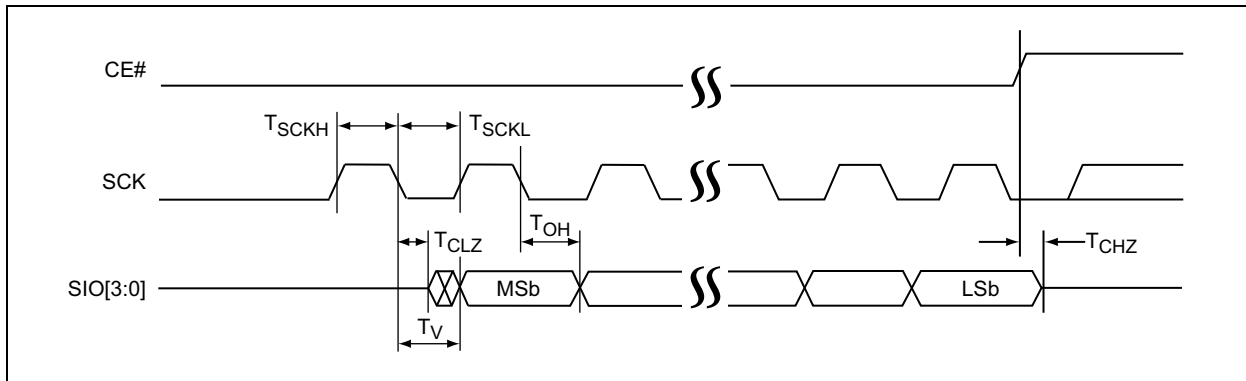 CE#
TSCKH
TSCKL
SCK
TOH
TCLZ
TCHZ
SIO[3:0]
MSb
LSb
TV